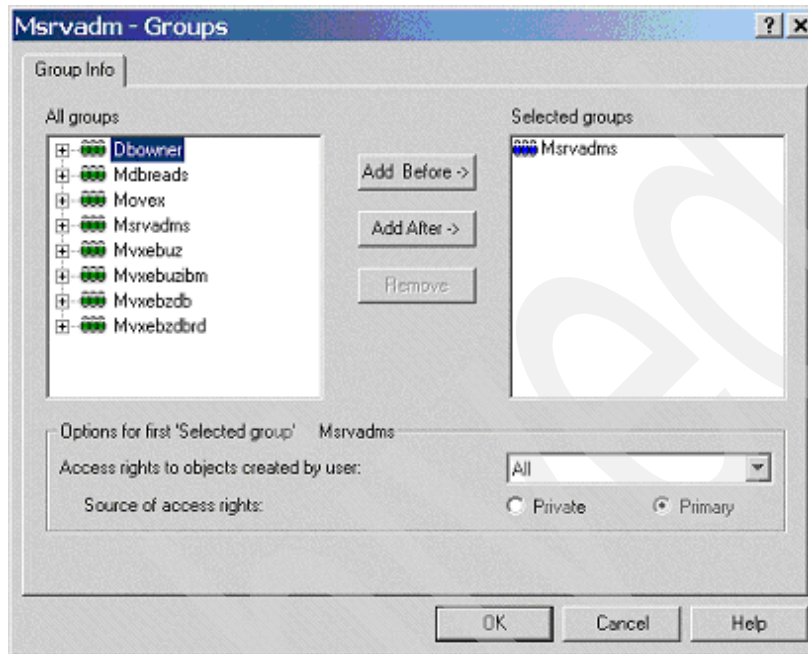 Msrvadm - Groups
Group Info
All groups
Selected groups
Dbowner
Mdbreads
Movex
Msrvadms
Mvxebuz
Mvxebuzibm
Mvxebzdb
Mvxebzdbrd
Add Before ->
Add After ->
Remove
Msrvadms
Options for first 'Selected group' Msrvadms
Access rights to objects created by user: All
Source of access rights: Private Primary
OK Cancel Help